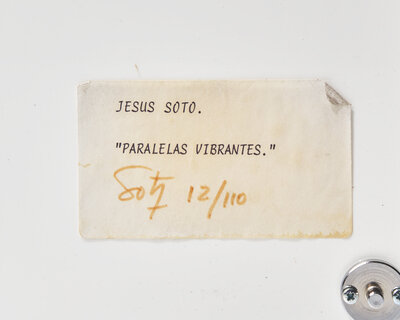 JESUS SOTO.
"PARALELAS VIBRANTES."
Soto 12/110